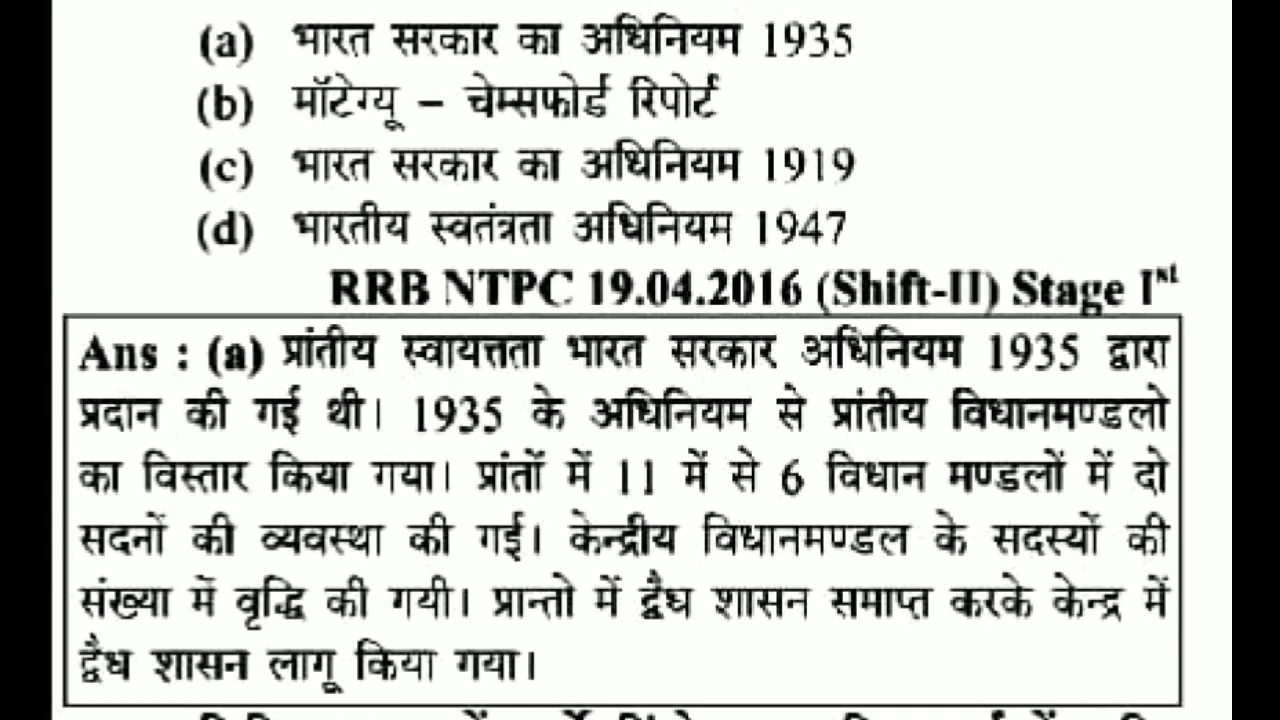 (a) भारत सरकार का अधिनियम 1935
(b) मॉटेग्यू – चेम्सफोर्ड रिपोर्ट
(c) भारत सरकार का अधिनियम 1919
(d) भारतीय स्वतंत्रता अधिनियम 1947
RRB NTPC 19.04.2016 (Shift-II) Stage Ist
Ans : (a) प्रांतीय स्वायत्तता भारत सरकार अधिनियम 1935 द्वारा
प्रदान की गई थी। 1935 के अधिनियम से प्रांतीय विधानमण्डलो
का विस्तार किया गया। प्रांतों में 11 में से 6 विधान मण्डलों में दो
सदनों की व्यवस्था की गई। केन्द्रीय विधानमण्डल के सदस्यों की
संख्या में वृद्धि की गयी। प्रान्तो में द्वैध शासन समाप्त करके केन्द्र में
द्वैध शासन लागू किया गया।